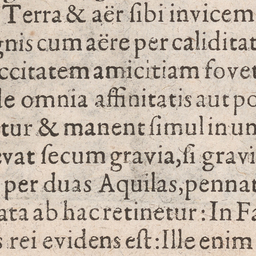 Terra & aër ſibi invicem
gnis cum aëre per caliditat
ccitatem amicitiam fovet
le omnia affinitatis aut po
tur & manent ſimul in un
evat ſecum gravia, ſi gravi
per duas Aquilas, pennat
ata ab hac retinetur: In Fa
s rei evidens eſt: Ille enim